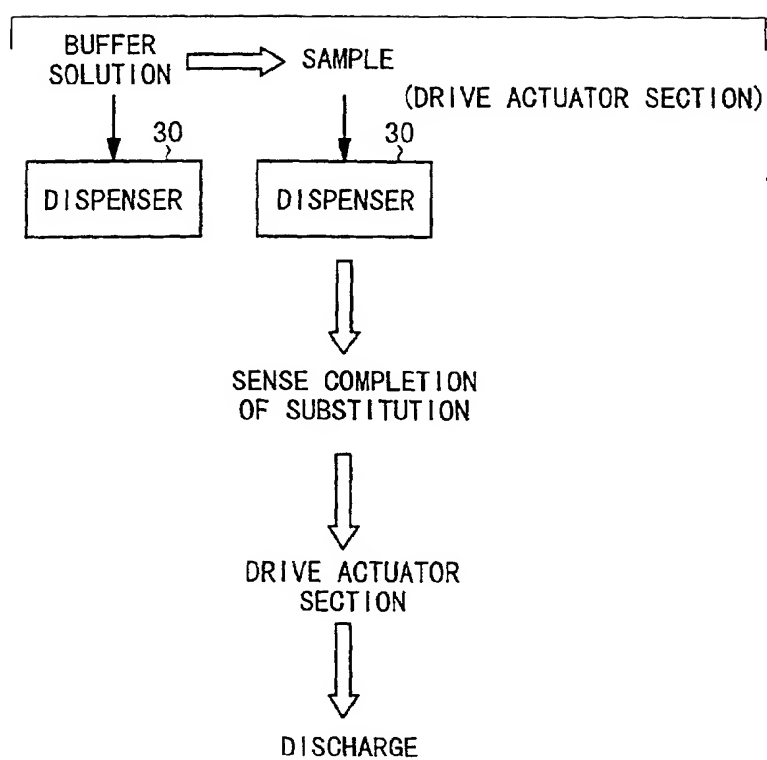 BUFFER
SOLUTION
SAMPLE
(DRIVE ACTUATOR SECTION)
30
30
DISPENSER
DISPENSER
SENSE COMPLETION
OF SUBSTITUTION
DRIVE ACTUATOR
SECTION
DISCHARGE